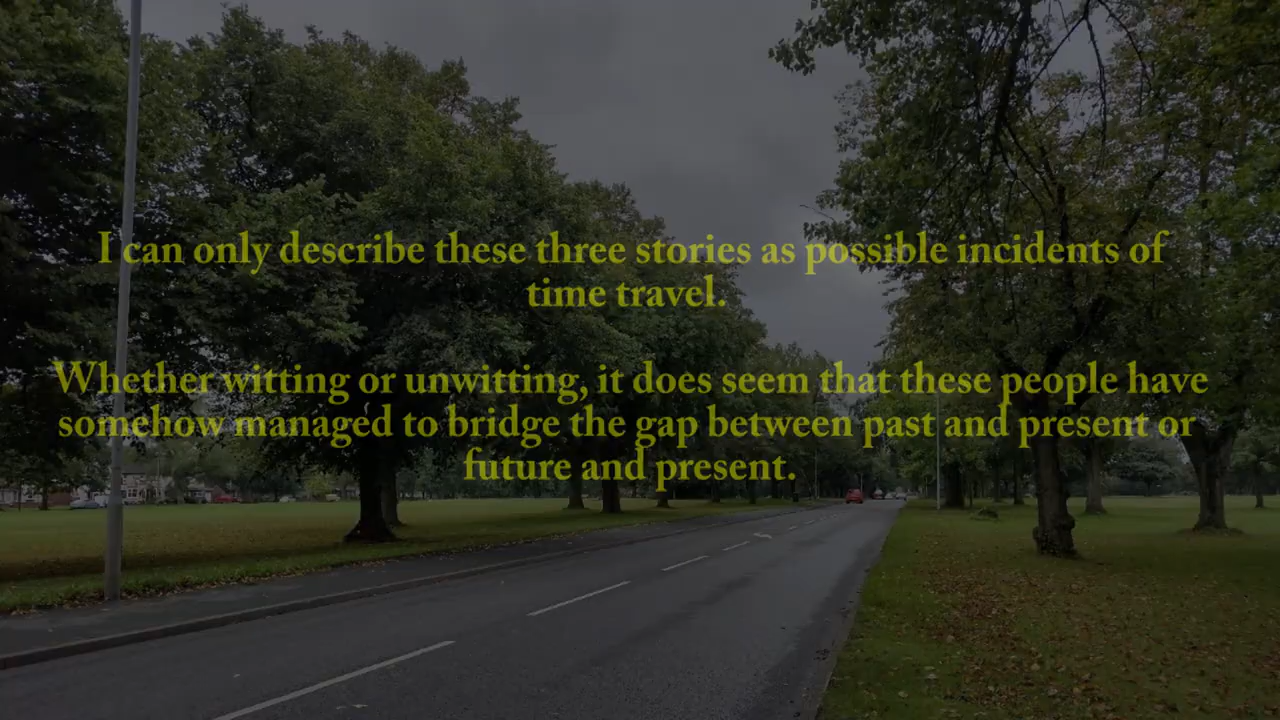 I can only describe these three stories as possible incidents of
time travel.
Whether witting or unwitting, it does seem that these people have
somehow managed to bridge the gap between past and present or
future and present.